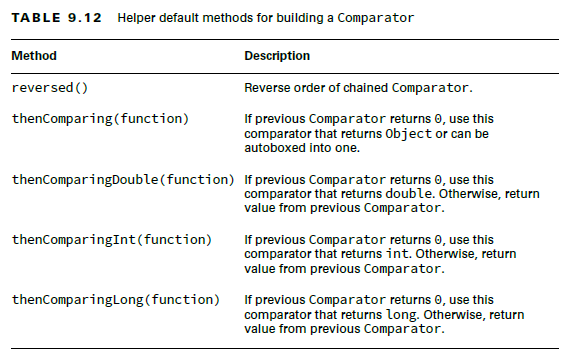 TABLE 9.12 Helper default methods for building a Comparator
Method Description
reversed() Reverse order of chained Comparator.
thenComparing(function) If previous Comparator returns 0, use this
comparator that returns Object or can be
autoboxed into one.
thenComparingDouble(function) If previous Comparator returns 0, use this
comparator that returns double. Otherwise, return
value from previous Comparator.
thenComparingInt(function) If previous Comparator returns 0, use this
comparator that returns int. Otherwise, return
value from previous Comparator.
thenComparingLong(function) If previous Comparator returns 0, use this
comparator that returns long. Otherwise, return
value from previous Comparator.